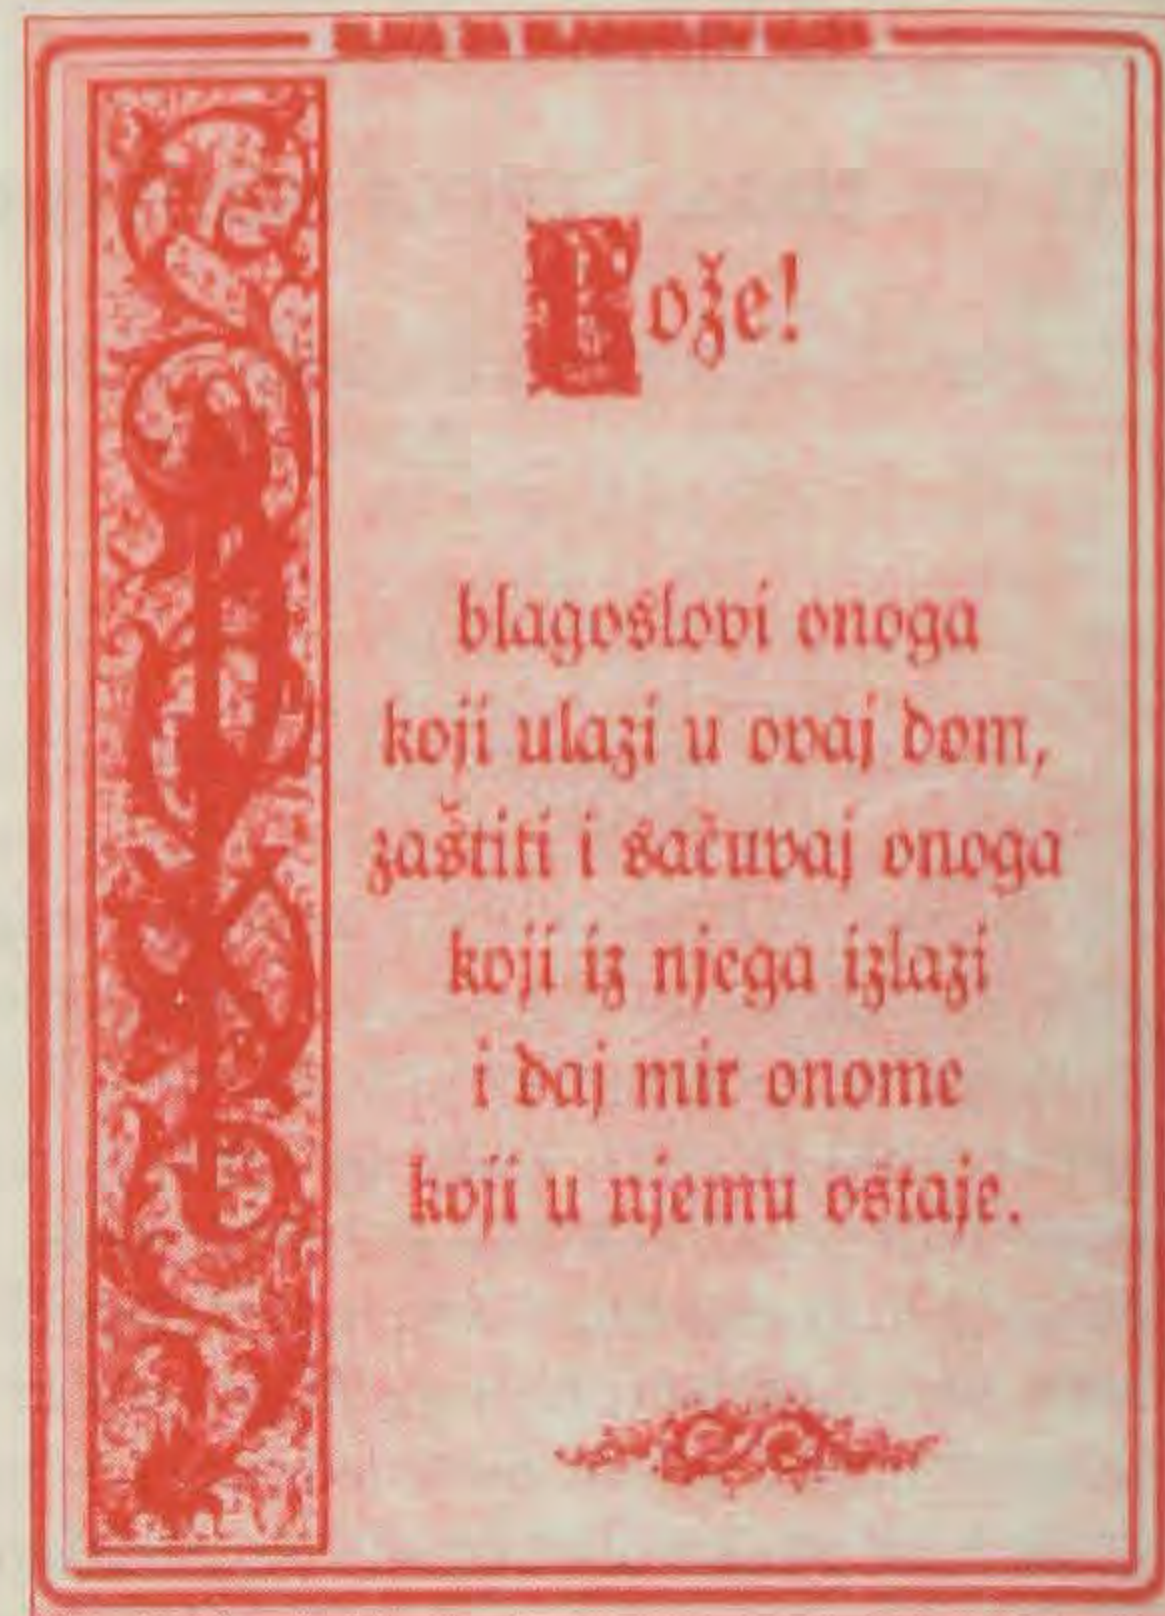 Bože!
blagoslovi onoga
koji ulazi u ovaj dom,
zaštiti i sačuvaj onoga
koji iz njega izlazi
i daj mir onome
koji u njemu ostaje.